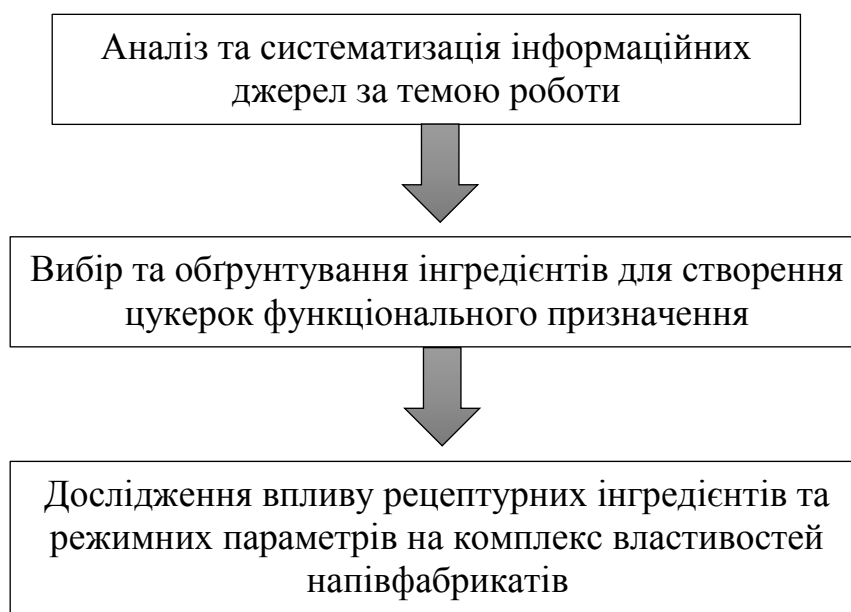 Аналіз та систематизація інформаційних
джерел за темою роботи
Вибір та обґрунтування інгредієнтів для створення
цукерок функціонального призначення
Дослідження впливу рецептурних інгредієнтів та
режимних параметрів на комплекс властивостей
напівфабрикатів